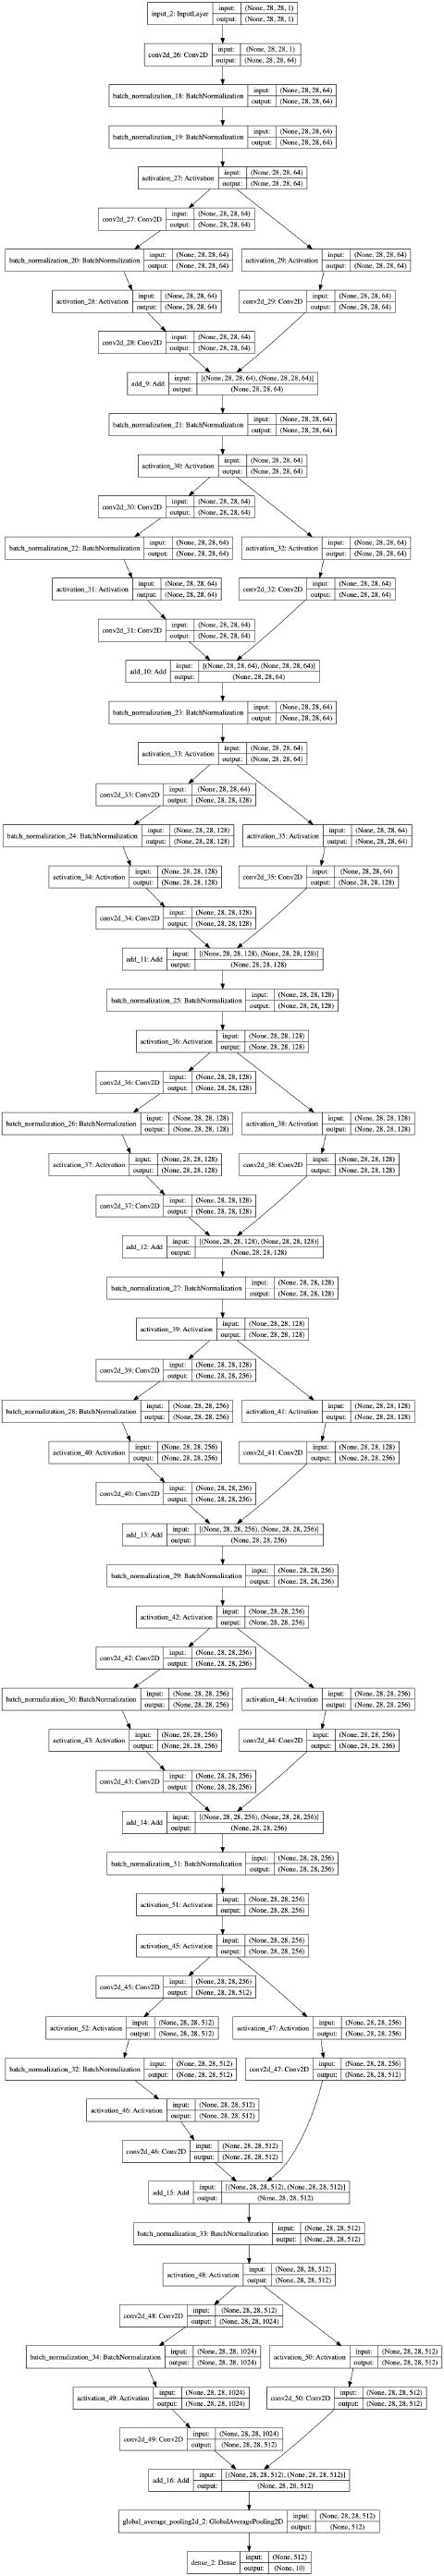 input_2: InputLayer input: (None, 28, 28, 1)
output: (None, 28, 28, 1)
conv2d_26: Conv2D input: (None, 28, 28, 1)
output: (None, 28, 28, 64)
batch_normalization_18: BatchNormalization input: (None, 28, 28, 64)
output: (None, 28, 28, 64)
batch_normalization_19: BatchNormalization input: (None, 28, 28, 64)
output: (None, 28, 28, 64)
activation_27: Activation input: (None, 28, 28, 64)
output: (None, 28, 28, 64)
conv2d_27: Conv2D input: (None, 28, 28, 64)
output: (None, 28, 28, 64)
batch_normalization_20: BatchNormalization input: (None, 28, 28, 64)
output: (None, 28, 28, 64)
activation_29: Activation input: (None, 28, 28, 64)
output: (None, 28, 28, 64)
activation_28: Activation input: (None, 28, 28, 64)
output: (None, 28, 28, 64)
conv2d_29: Conv2D input: (None, 28, 28, 64)
output: (None, 28, 28, 64)
conv2d_28: Conv2D input: (None, 28, 28, 64)
output: (None, 28, 28, 64)
add_9: Add input: [(None, 28, 28, 64), (None, 28, 28, 64)]
output: (None, 28, 28, 64)
batch_normalization_21: BatchNormalization input: (None, 28, 28, 64)
output: (None, 28, 28, 64)
activation_30: Activation input: (None, 28, 28, 64)
output: (None, 28, 28, 64)
conv2d_30: Conv2D input: (None, 28, 28, 64)
output: (None, 28, 28, 64)
batch_normalization_22: BatchNormalization input: (None, 28, 28, 64)
output: (None, 28, 28, 64)
activation_32: Activation input: (None, 28, 28, 64)
output: (None, 28, 28, 64)
activation_31: Activation input: (None, 28, 28, 64)
output: (None, 28, 28, 64)
conv2d_32: Conv2D input: (None, 28, 28, 64)
output: (None, 28, 28, 64)
conv2d_31: Conv2D input: (None, 28, 28, 64)
output: (None, 28, 28, 64)
add_10: Add input: [(None, 28, 28, 64), (None, 28, 28, 64)]
output: (None, 28, 28, 64)
batch_normalization_23: BatchNormalization input: (None, 28, 28, 64)
output: (None, 28, 28, 64)
activation_33: Activation input: (None, 28, 28, 64)
output: (None, 28, 28, 64)
conv2d_33: Conv2D input: (None, 28, 28, 64)
output: (None, 28, 28, 128)
batch_normalization_24: BatchNormalization input: (None, 28, 28, 128)
output: (None, 28, 28, 128)
activation_35: Activation input: (None, 28, 28, 64)
output: (None, 28, 28, 64)
activation_34: Activation input: (None, 28, 28, 128)
output: (None, 28, 28, 128)
conv2d_35: Conv2D input: (None, 28, 28, 64)
output: (None, 28, 28, 128)
conv2d_34: Conv2D input: (None, 28, 28, 128)
output: (None, 28, 28, 128)
add_11: Add input: [(None, 28, 28, 128), (None, 28, 28, 128)]
output: (None, 28, 28, 128)
batch_normalization_25: BatchNormalization input: (None, 28, 28, 128)
output: (None, 28, 28, 128)
activation_36: Activation input: (None, 28, 28, 128)
output: (None, 28, 28, 128)
conv2d_36: Conv2D input: (None, 28, 28, 128)
output: (None, 28, 28, 128)
batch_normalization_26: BatchNormalization input: (None, 28, 28, 128)
output: (None, 28, 28, 128)
activation_38: Activation input: (None, 28, 28, 128)
output: (None, 28, 28, 128)
activation_37: Activation input: (None, 28, 28, 128)
output: (None, 28, 28, 128)
conv2d_38: Conv2D input: (None, 28, 28, 128)
output: (None, 28, 28, 128)
conv2d_37: Conv2D input: (None, 28, 28, 128)
output: (None, 28, 28, 128)
add_12: Add input: [(None, 28, 28, 128), (None, 28, 28, 128)]
output: (None, 28, 28, 128)
batch_normalization_27: BatchNormalization input: (None, 28, 28, 128)
output: (None, 28, 28, 128)
activation_39: Activation input: (None, 28, 28, 128)
output: (None, 28, 28, 128)
conv2d_39: Conv2D input: (None, 28, 28, 128)
output: (None, 28, 28, 256)
batch_normalization_28: BatchNormalization input: (None, 28, 28, 256)
output: (None, 28, 28, 256)
activation_41: Activation input: (None, 28, 28, 128)
output: (None, 28, 28, 128)
activation_40: Activation input: (None, 28, 28, 256)
output: (None, 28, 28, 256)
conv2d_41: Conv2D input: (None, 28, 28, 128)
output: (None, 28, 28, 256)
conv2d_40: Conv2D input: (None, 28, 28, 256)
output: (None, 28, 28, 256)
add_13: Add input: [(None, 28, 28, 256), (None, 28, 28, 256)]
output: (None, 28, 28, 256)
batch_normalization_29: BatchNormalization input: (None, 28, 28, 256)
output: (None, 28, 28, 256)
activation_42: Activation input: (None, 28, 28, 256)
output: (None, 28, 28, 256)
conv2d_42: Conv2D input: (None, 28, 28, 256)
output: (None, 28, 28, 256)
batch_normalization_30: BatchNormalization input: (None, 28, 28, 256)
output: (None, 28, 28, 256)
activation_44: Activation input: (None, 28, 28, 256)
output: (None, 28, 28, 256)
activation_43: Activation input: (None, 28, 28, 256)
output: (None, 28, 28, 256)
conv2d_44: Conv2D input: (None, 28, 28, 256)
output: (None, 28, 28, 256)
conv2d_43: Conv2D input: (None, 28, 28, 256)
output: (None, 28, 28, 256)
add_14: Add input: [(None, 28, 28, 256), (None, 28, 28, 256)]
output: (None, 28, 28, 256)
batch_normalization_31: BatchNormalization input: (None, 28, 28, 256)
output: (None, 28, 28, 256)
activation_51: Activation input: (None, 28, 28, 256)
output: (None, 28, 28, 256)
activation_45: Activation input: (None, 28, 28, 256)
output: (None, 28, 28, 256)
conv2d_45: Conv2D input: (None, 28, 28, 256)
output: (None, 28, 28, 512)
activation_52: Activation input: (None, 28, 28, 512)
output: (None, 28, 28, 512)
activation_47: Activation input: (None, 28, 28, 256)
output: (None, 28, 28, 256)
batch_normalization_32: BatchNormalization input: (None, 28, 28, 512)
output: (None, 28, 28, 512)
conv2d_47: Conv2D input: (None, 28, 28, 256)
output: (None, 28, 28, 512)
activation_46: Activation input: (None, 28, 28, 512)
output: (None, 28, 28, 512)
conv2d_46: Conv2D input: (None, 28, 28, 512)
output: (None, 28, 28, 512)
add_15: Add input: [(None, 28, 28, 512), (None, 28, 28, 512)]
output: (None, 28, 28, 512)
batch_normalization_33: BatchNormalization input: (None, 28, 28, 512)
output: (None, 28, 28, 512)
activation_48: Activation input: (None, 28, 28, 512)
output: (None, 28, 28, 512)
conv2d_48: Conv2D input: (None, 28, 28, 512)
output: (None, 28, 28, 1024)
batch_normalization_34: BatchNormalization input: (None, 28, 28, 1024)
output: (None, 28, 28, 1024)
activation_50: Activation input: (None, 28, 28, 512)
output: (None, 28, 28, 512)
activation_49: Activation input: (None, 28, 28, 1024)
output: (None, 28, 28, 1024)
conv2d_50: Conv2D input: (None, 28, 28, 512)
output: (None, 28, 28, 512)
conv2d_49: Conv2D input: (None, 28, 28, 1024)
output: (None, 28, 28, 512)
add_16: Add input: [(None, 28, 28, 512), (None, 28, 28, 512)]
output: (None, 28, 28, 512)
global_average_pooling2d_2: GlobalAveragePooling2D input: (None, 28, 28, 512)
output: (None, 512)
dense_2: Dense input: (None, 512)
output: (None, 10)